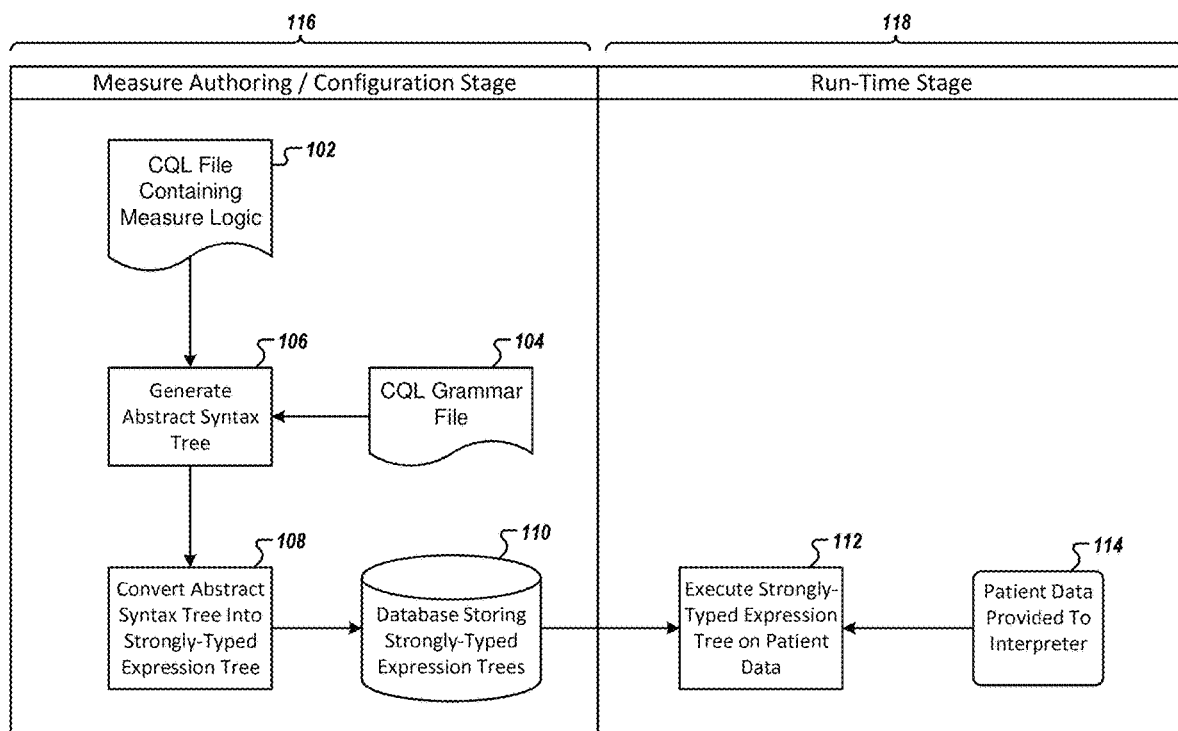 116
118
Measure Authoring / Configuration Stage
Run-Time Stage
102
CQL File
Containing
Measure Logic
106
104
Generate
Abstract Syntax
Tree
CQL Grammar
File
108
110
112
114
Convert Abstract
Syntax Tree Into
Strongly-Typed
Expression Tree
Database Storing
Strongly-Typed
Expression Trees
Execute Strongly-
Typed Expression
Tree on Patient
Data
Patient Data
Provided To
Interpreter